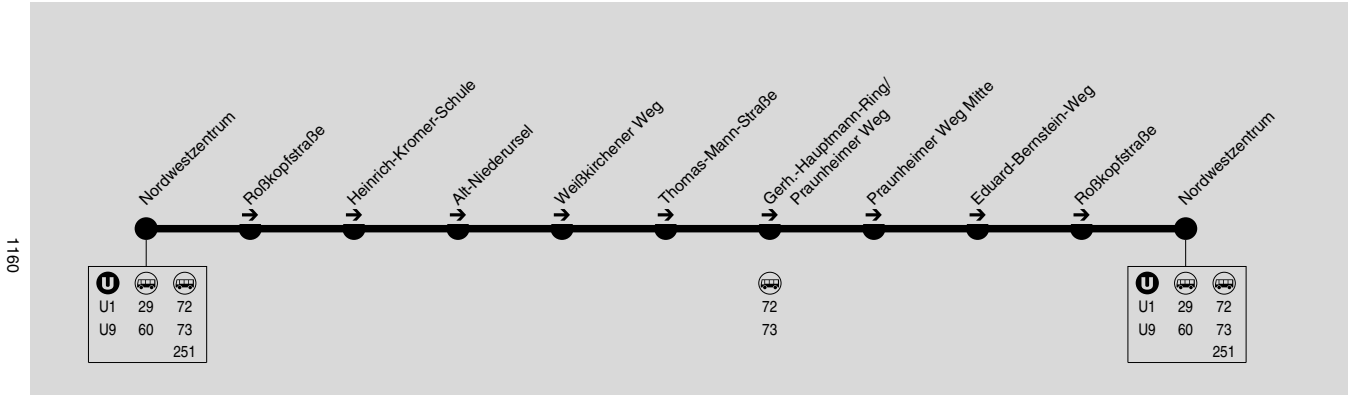 1160
Nordwestzentrum
Roßkopfstraße
Heinrich-Kromer-Schule
Alt-Niederursel
Weißkirchener Weg
Thomas-Mann-Straße
Gerh.-Hauptmann-Ring/
Praunheimer Weg
Praunheimer Weg Mitte
Eduard-Bernstein-Weg
Roßkopfstraße
Nordwestzentrum
U
U1 29 72
U9 60 73
251
72
73
U
U1 29 72
U9 60 73
251